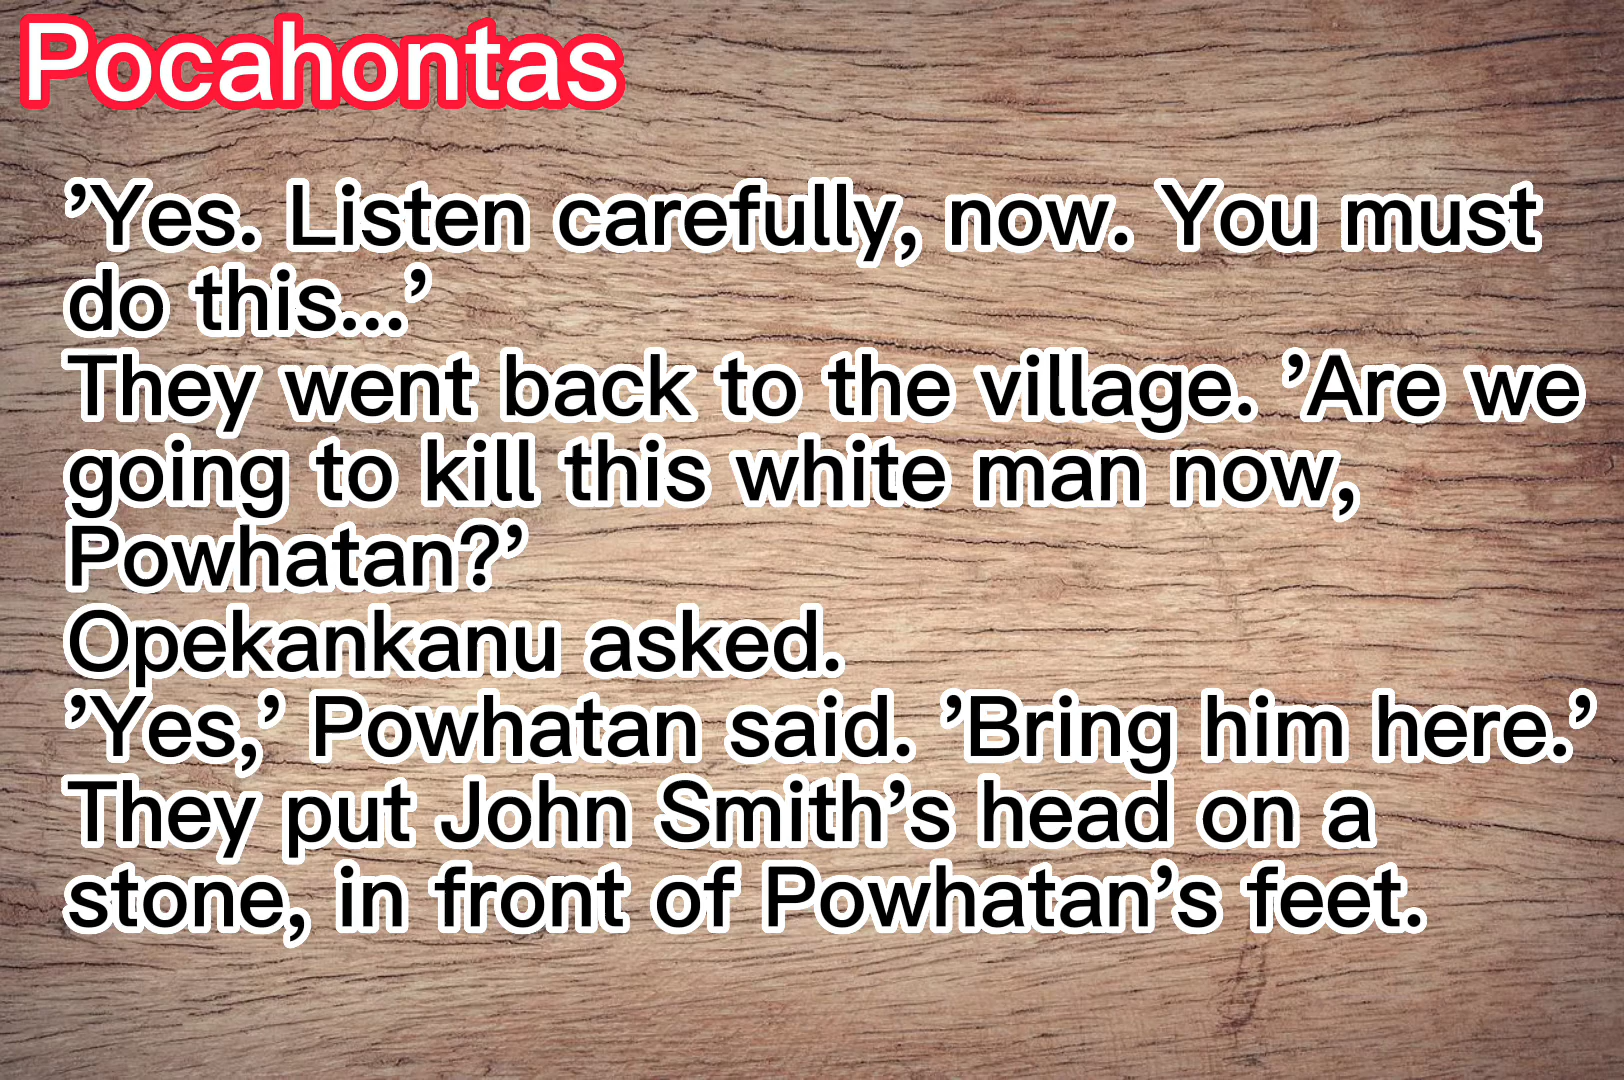 Pocahontas
’Yes. Listen carefully, now. You must
do this...’
They went back to the village. ’Are we
going to kill this white man now,
Powhatan?’
Opekankanu asked.
’Yes,’ Powhatan said. ’Bring him here.’
They put John Smith’s head on a
stone, in front of Powhatan’s feet.